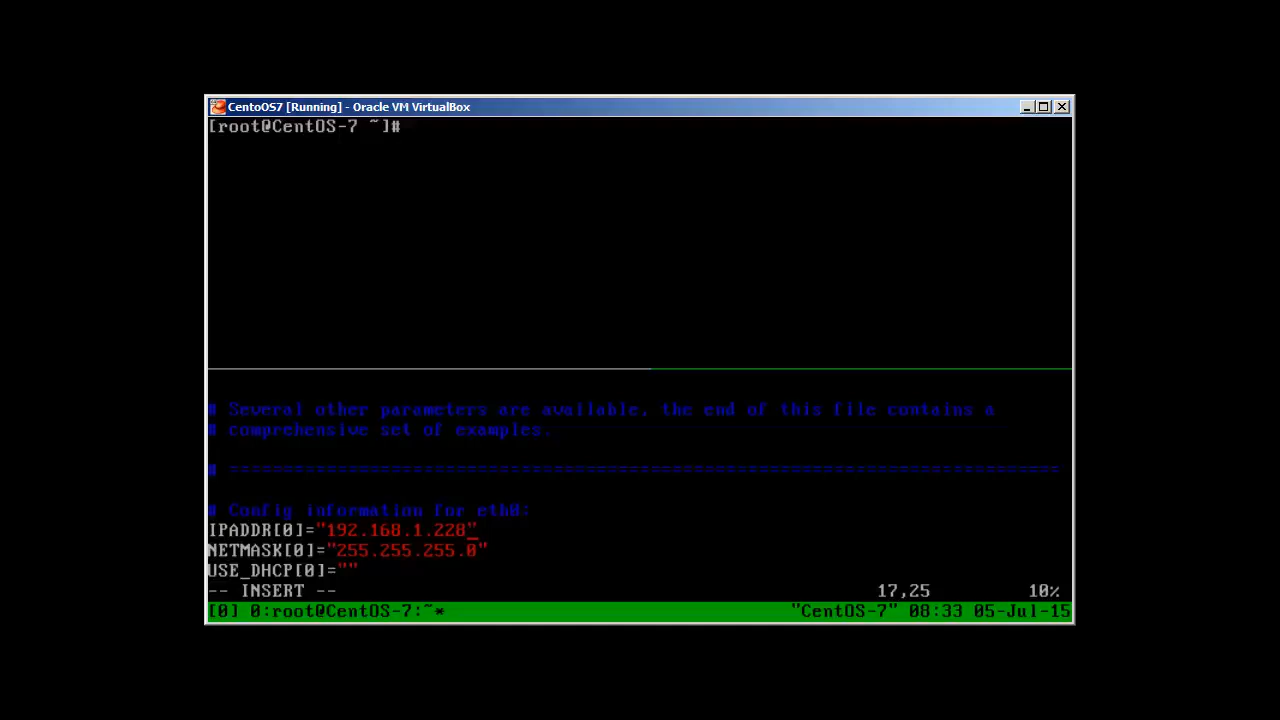 CentoOS7 [Running] - Oracle VM VirtualBox
[root@CentOS-7 ~]#
# Several other parameters are available, the end of this file contains a
# comprehensive set of examples.
# =============================================================================
# Config information for eth0:
IPADDR[0]="192.168.1.228"
NETMASK[0]="255.255.255.0"
USE_DHCP[0]=""
-- INSERT -- 17,25 10%
[0] 0:root@CentOS-7:~* "CentOS-7" 08:33 05-Jul-15